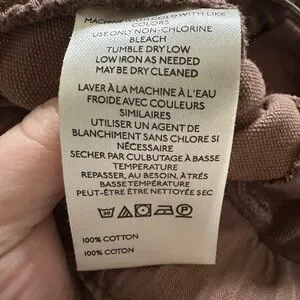 MACHINE WASH COLD WITH LIKE
COLORS
USE ONLY NON-CHLORINE
BLEACH
TUMBLE DRY LOW
LOW IRON AS NEEDED
MAY BE DRY CLEANED
LAVER À LA MACHINE À L'EAU
FROIDE AVEC COULEURS
SIMILAIRES
UTILISER UN AGENT DE
BLANCHIMENT SANS CHLORE SI
NÉCESSAIRE
SECHER PAR CULBUTAGE À BASSE
TEMPERATURE
REPASSER, AU BESOIN, À TRÈS
BASSE TEMPÉRATURE
PEUT-ÊTRE ÊTRE NETTOYÉE SEC
100% COTTON
100% COTON